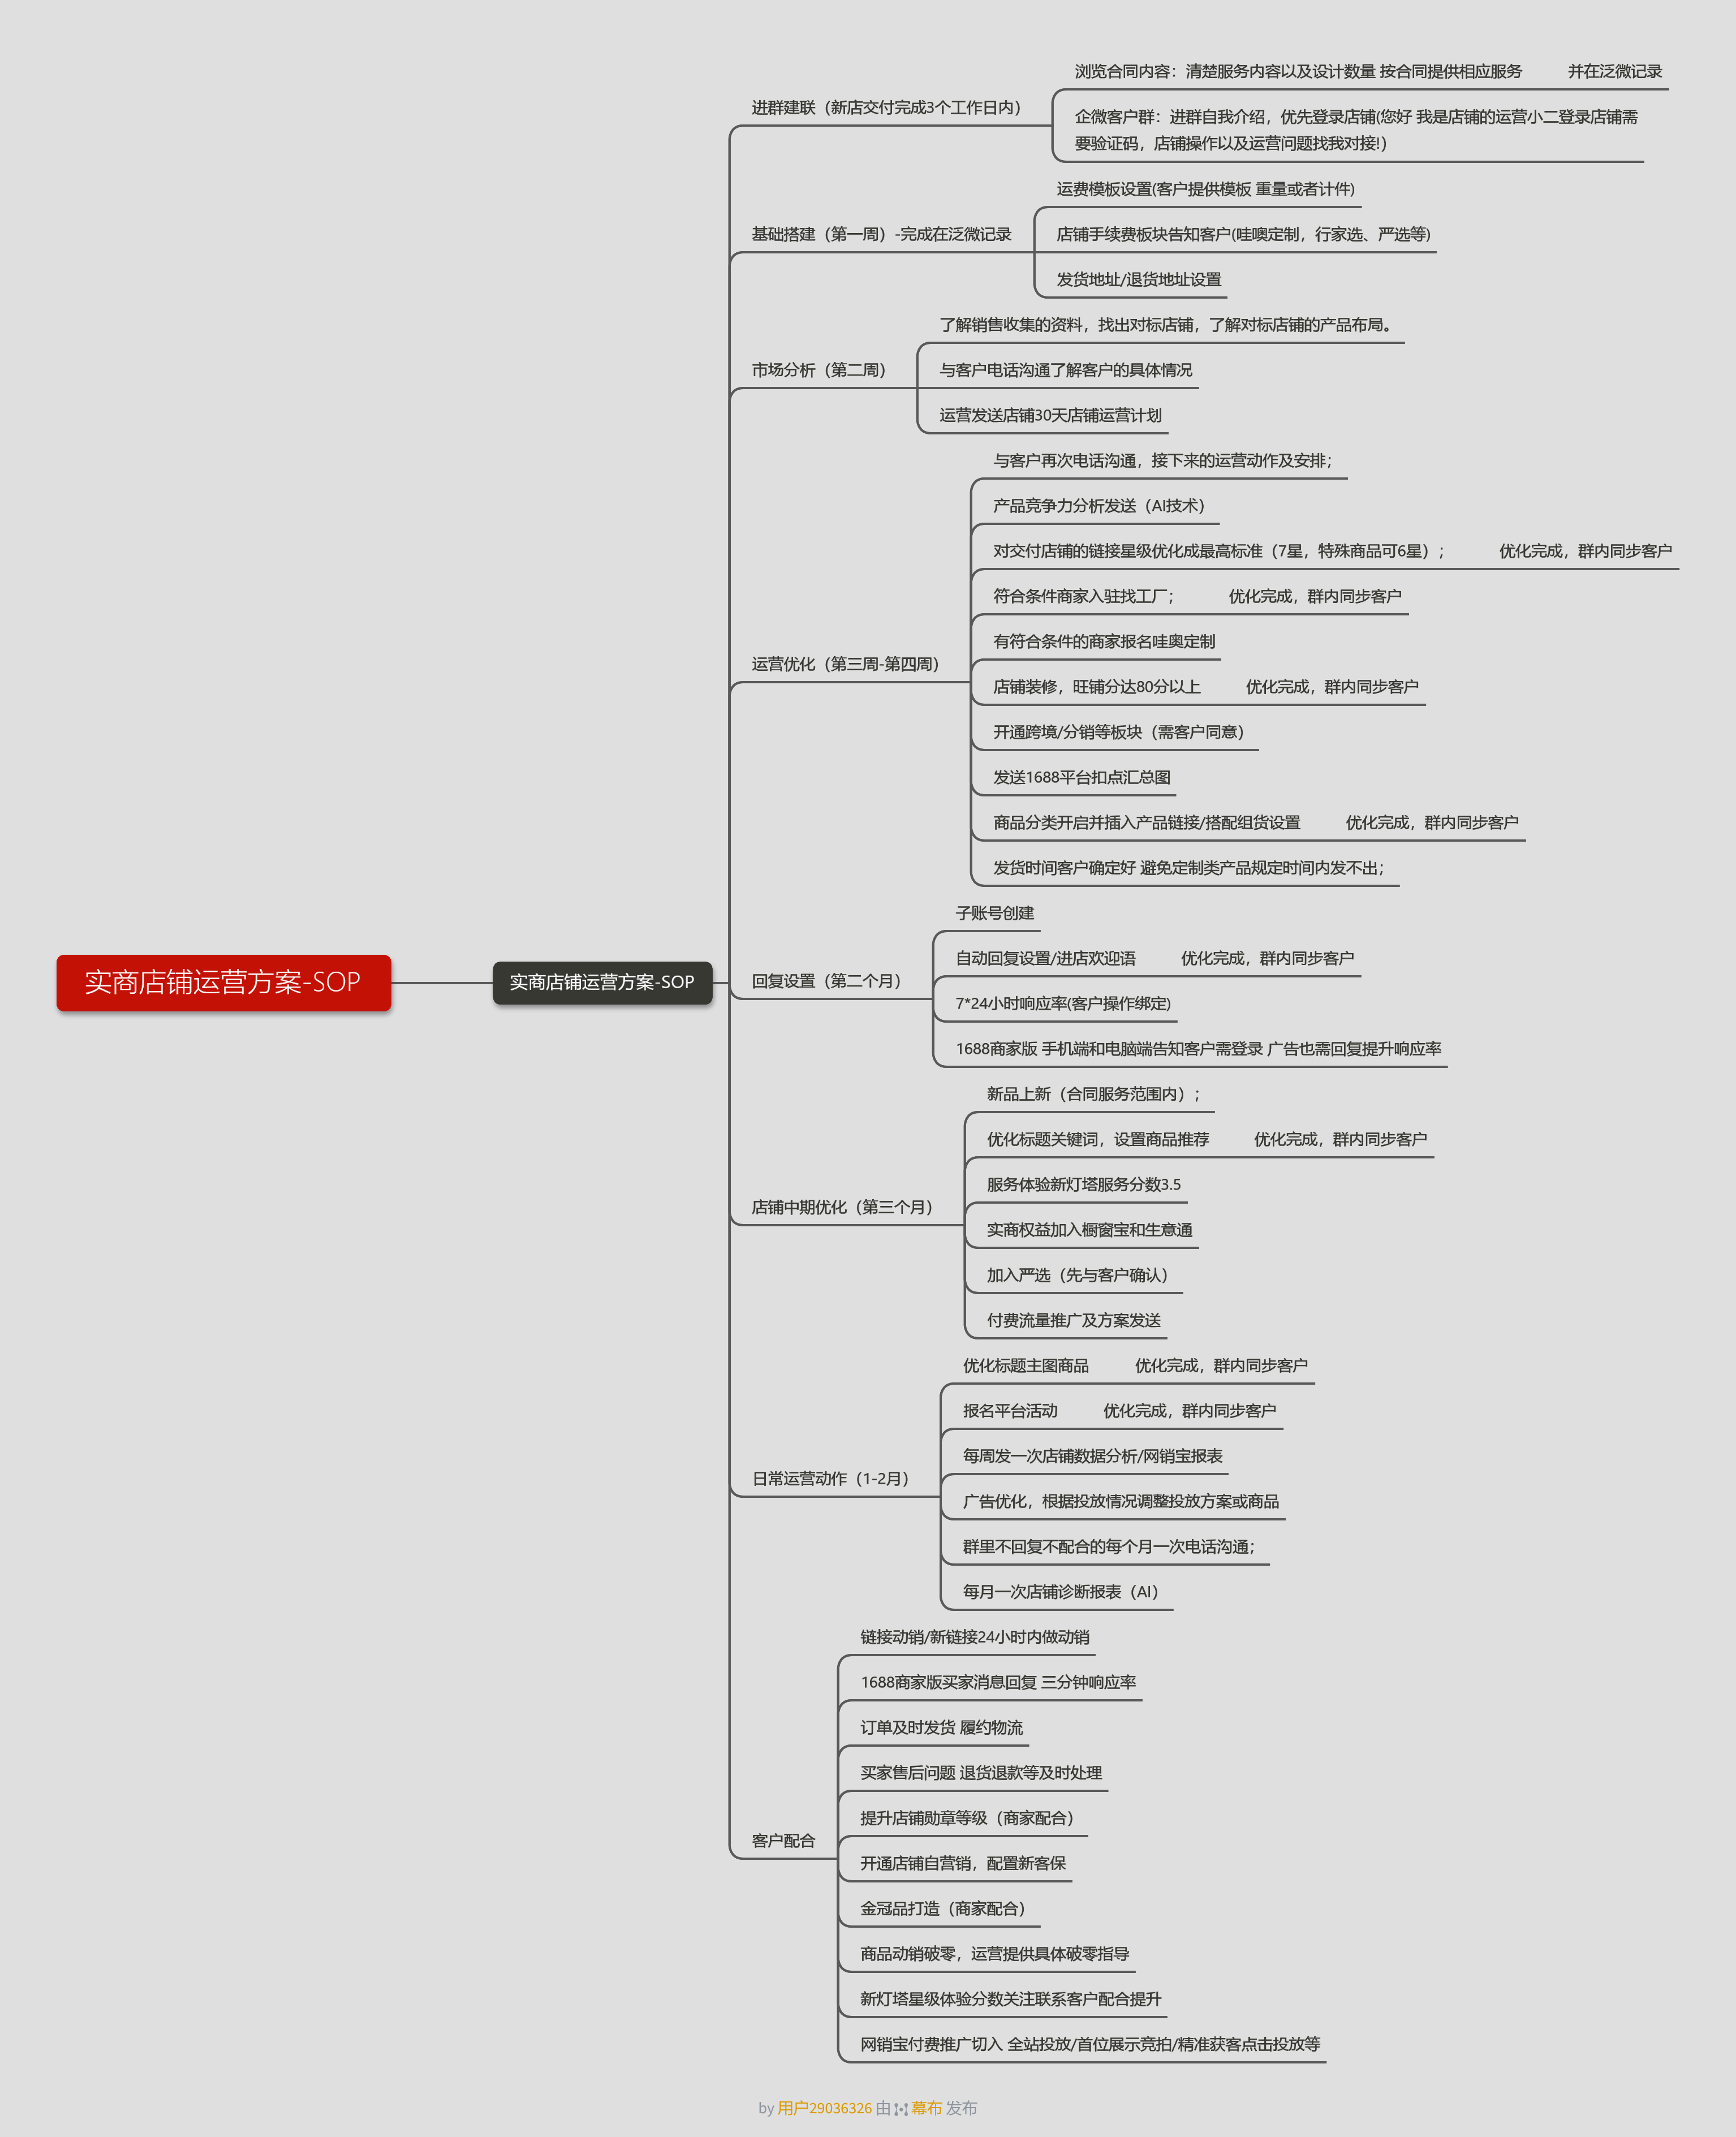 实商店铺运营方案-SOP
实商店铺运营方案-SOP
进群建联（新店交付完成3个工作日内）
浏览合同内容：清楚服务内容以及设计数量 按合同提供相应服务 并在泛微记录
企微客户群：进群自我介绍，优先登录店铺(您好 我是店铺的运营小二登录店铺需
要验证码，店铺操作以及运营问题找我对接!)
基础搭建（第一周）-完成在泛微记录
运费模板设置(客户提供模板 重量或者计件)
店铺手续费板块告知客户(哇噢定制，行家选、严选等)
发货地址/退货地址设置
市场分析（第二周）
了解销售收集的资料，找出对标店铺，了解对标店铺的产品布局。
与客户电话沟通了解客户的具体情况
运营发送店铺30天店铺运营计划
运营优化（第三周-第四周）
与客户再次电话沟通，接下来的运营动作及安排；
产品竞争力分析发送（AI技术）
对交付店铺的链接星级优化成最高标准（7星，特殊商品可6星）； 优化完成，群内同步客户
符合条件商家入驻找工厂； 优化完成，群内同步客户
有符合条件的商家报名哇奥定制
店铺装修，旺铺分达80分以上 优化完成，群内同步客户
开通跨境/分销等板块（需客户同意）
发送1688平台扣点汇总图
商品分类开启并插入产品链接/搭配组货设置 优化完成，群内同步客户
发货时间客户确定好 避免定制类产品规定时间内发不出；
回复设置（第二个月）
子账号创建
自动回复设置/进店欢迎语 优化完成，群内同步客户
7*24小时响应率(客户操作绑定)
1688商家版 手机端和电脑端告知客户需登录 广告也需回复提升响应率
店铺中期优化（第三个月）
新品上新（合同服务范围内）；
优化标题关键词，设置商品推荐 优化完成，群内同步客户
服务体验新灯塔服务分数3.5
实商权益加入橱窗宝和生意通
加入严选（先与客户确认）
付费流量推广及方案发送
日常运营动作（1-2月）
优化标题主图商品 优化完成，群内同步客户
报名平台活动 优化完成，群内同步客户
每周发一次店铺数据分析/网销宝报表
广告优化，根据投放情况调整投放方案或商品
群里不回复不配合的每个月一次电话沟通；
每月一次店铺诊断报表（AI）
客户配合
链接动销/新链接24小时内做动销
1688商家版买家消息回复 三分钟响应率
订单及时发货 履约物流
买家售后问题 退货退款等及时处理
提升店铺勋章等级（商家配合）
开通店铺自营销，配置新客保
金冠品打造（商家配合）
商品动销破零，运营提供具体破零指导
新灯塔星级体验分数关注联系客户配合提升
网销宝付费推广切入 全站投放/首位展示竞拍/精准获客点击投放等
by 用户29036326 由 幕布 发布